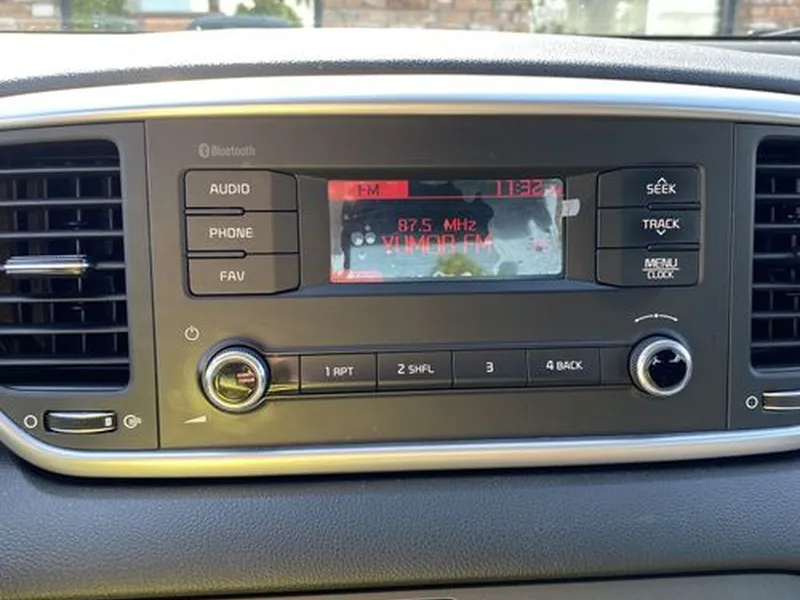 Bluetooth
AUDIO
PHONE
FAV
FM
11:32
87.5 MHz
YUMOR FM
SEEK
TRACK
MENU
CLOCK
1 RPT
2 SHFL
3
4 BACK